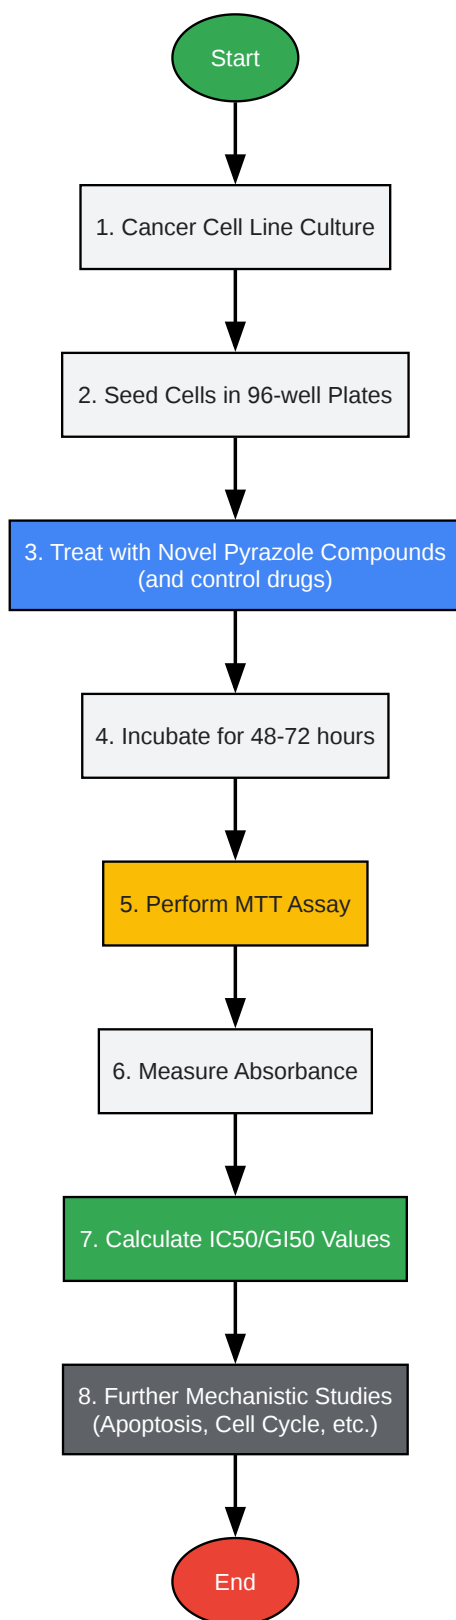 Start
1. Cancer Cell Line Culture
2. Seed Cells in 96-well Plates
3. Treat with Novel Pyrazole Compounds
(and control drugs)
4. Incubate for 48-72 hours
5. Perform MTT Assay
6. Measure Absorbance
7. Calculate IC50/GI50 Values
8. Further Mechanistic Studies
(Apoptosis, Cell Cycle, etc.)
End